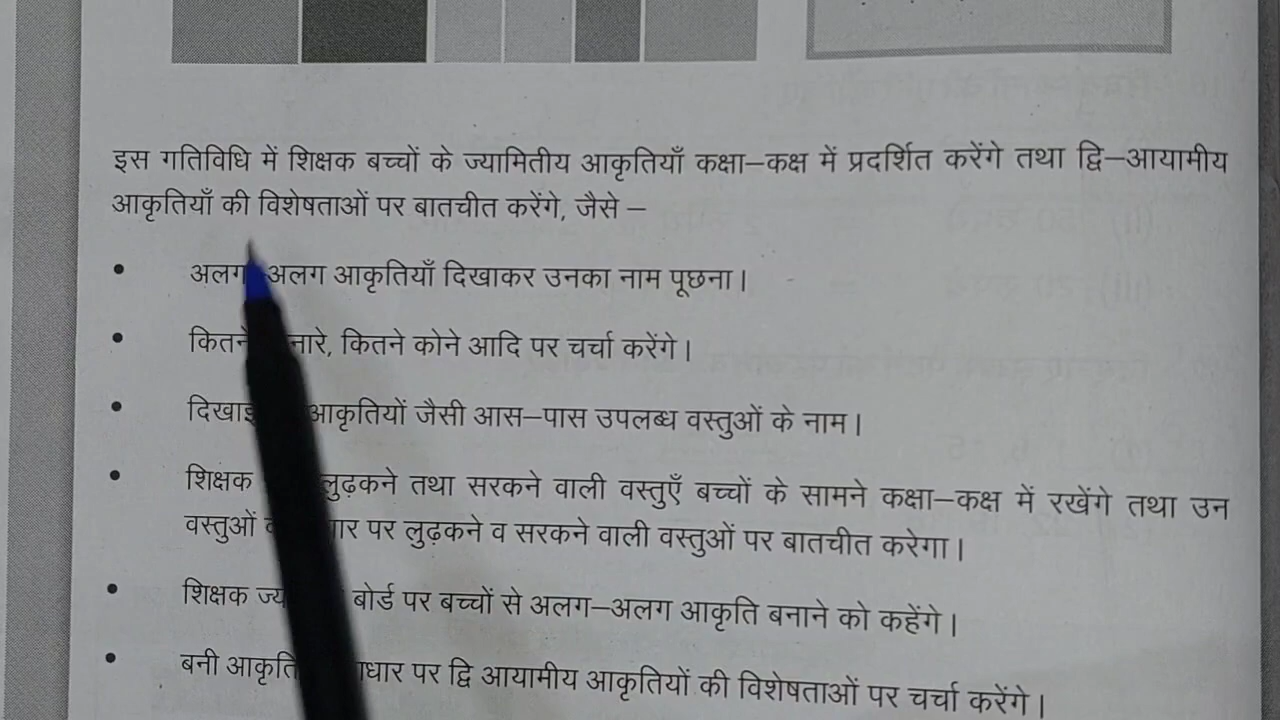 इस गतिविधि में शिक्षक बच्चों के ज्यामितीय आकृतियाँ कक्षा–कक्ष में प्रदर्शित करेंगे तथा द्वि–आयामीय
आकृतियाँ की विशेषताओं पर बातचीत करेंगे, जैसे –
• अलग अलग आकृतियाँ दिखाकर उनका नाम पूछना।
• कितने नारे, कितने कोने आदि पर चर्चा करेंगे।
• आकृतियों जैसी आस–पास उपलब्ध वस्तुओं के नाम।
• शिक्षक लुढ़कने तथा सरकने वाली वस्तुएँ बच्चों के सामने कक्षा–कक्ष में रखेंगे तथा उन
वस्तुओं पर लुढ़कने व सरकने वाली वस्तुओं पर बातचीत करेगा।
• शिक्षक बोर्ड पर बच्चों से अलग–अलग आकृति बनाने को कहेंगे।
• बनी पर द्वि आयामीय आकृतियों की विशेषताओं पर चर्चा करेंगे।